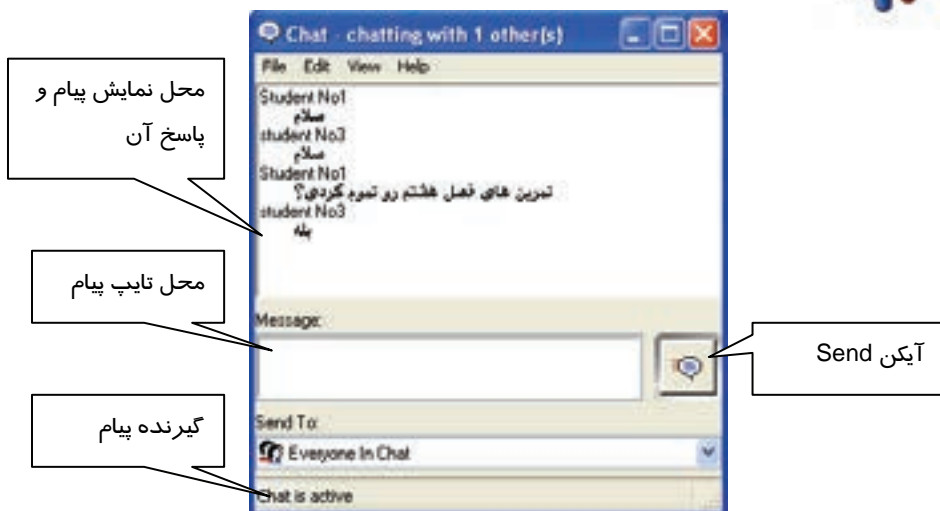 Chat - chatting with 1 other(s)
File Edit View Help
Student No1
سلام
student No3
سلام
Student No1
تمرین های فصل هشتم رو تموم کردی؟
student No3
بله
Message:
Send To:
Everyone In Chat
Chat is active
محل نمایش پیام و
پاسخ آن
محل تایپ پیام
گیرنده پیام
آیکن Send